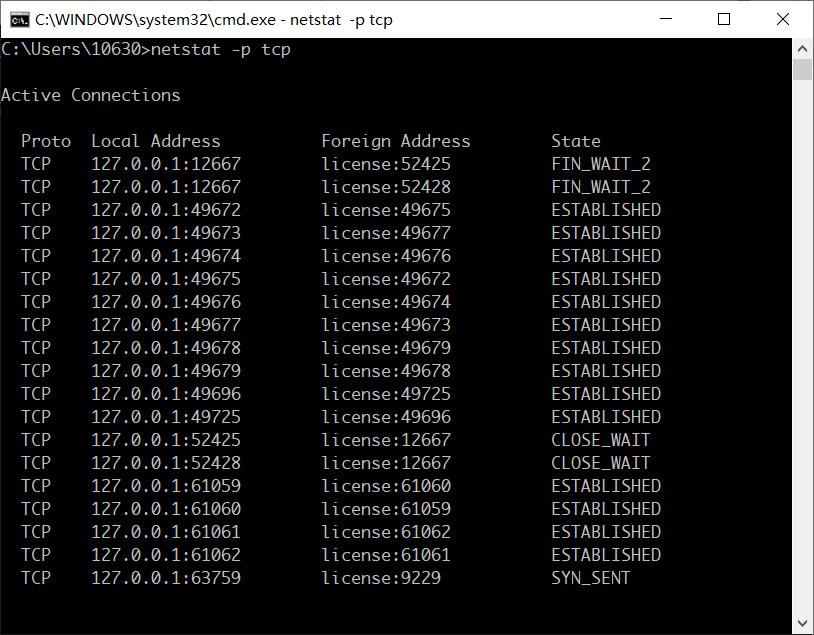 C:\WINDOWS\system32\cmd.exe - netstat  -p tcp
C:\Users\10630>netstat -p tcp
Active Connections
  Proto  Local Address          Foreign Address        State
  TCP    127.0.0.1:12667        license:52425          FIN_WAIT_2
  TCP    127.0.0.1:12667        license:52428          FIN_WAIT_2
  TCP    127.0.0.1:49672        license:49675          ESTABLISHED
  TCP    127.0.0.1:49673        license:49677          ESTABLISHED
  TCP    127.0.0.1:49674        license:49676          ESTABLISHED
  TCP    127.0.0.1:49675        license:49672          ESTABLISHED
  TCP    127.0.0.1:49676        license:49674          ESTABLISHED
  TCP    127.0.0.1:49677        license:49673          ESTABLISHED
  TCP    127.0.0.1:49678        license:49679          ESTABLISHED
  TCP    127.0.0.1:49679        license:49678          ESTABLISHED
  TCP    127.0.0.1:49696        license:49725          ESTABLISHED
  TCP    127.0.0.1:49725        license:49696          ESTABLISHED
  TCP    127.0.0.1:52425        license:12667          CLOSE_WAIT
  TCP    127.0.0.1:52428        license:12667          CLOSE_WAIT
  TCP    127.0.0.1:61059        license:61060          ESTABLISHED
  TCP    127.0.0.1:61060        license:61059          ESTABLISHED
  TCP    127.0.0.1:61061        license:61062          ESTABLISHED
  TCP    127.0.0.1:61062        license:61061          ESTABLISHED
  TCP    127.0.0.1:63759        license:9229           SYN_SENT